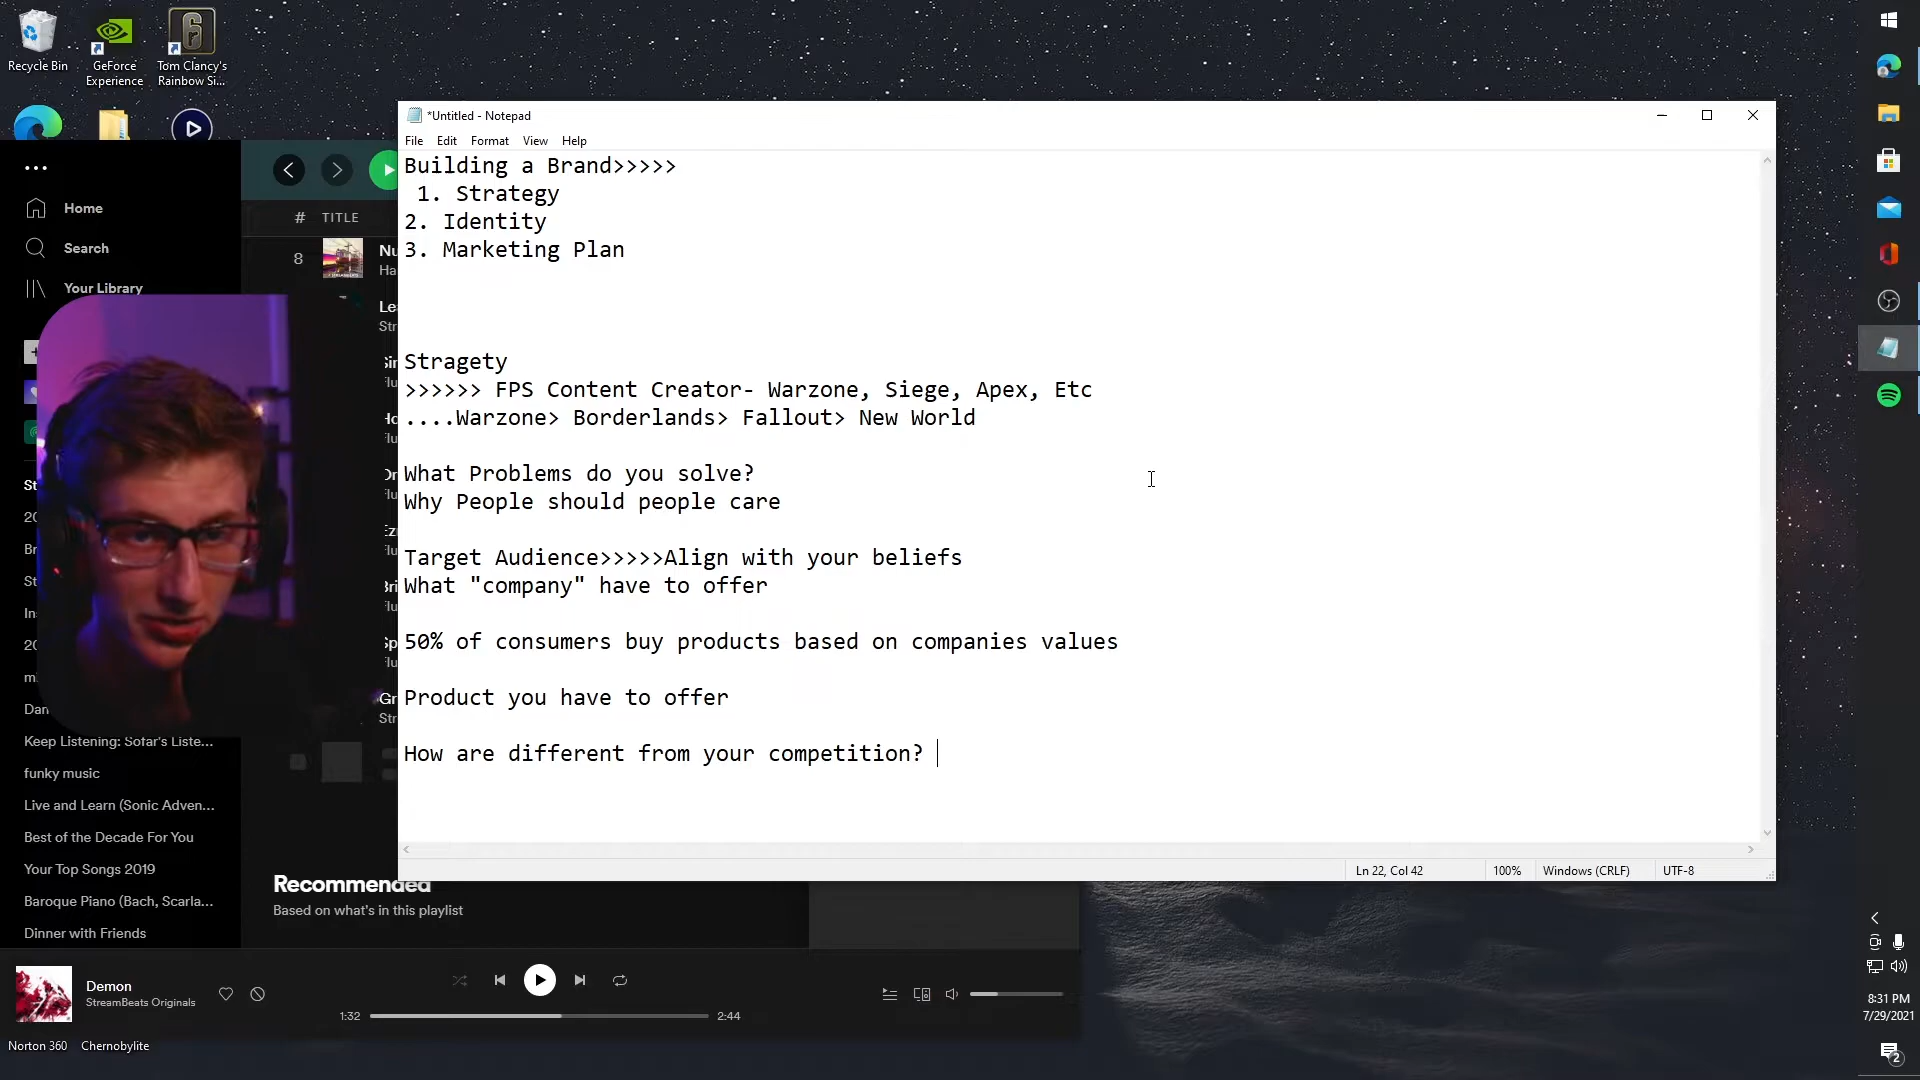 Recycle Bin
GeForce
Experience
Tom Clancy's
Rainbow Si...
*Untitled - Notepad
File Edit Format View Help
Building a Brand>>>>>
1. Strategy
2. Identity
3. Marketing Plan
Stragety
>>>>>> FPS Content Creator- Warzone, Siege, Apex, Etc
....Warzone> Borderlands> Fallout> New World
What Problems do you solve?
Why People should people care
Target Audience>>>>>Align with your beliefs
What "company" have to offer
50% of consumers buy products based on companies values
Product you have to offer
How are different from your competition?
Ln 22, Col 42
100%
Windows (CRLF)
UTF-8
Home
Search
Your Library
# TITLE
8
Keep Listening: Sofar's Liste...
funky music
Live and Learn (Sonic Adven...
Best of the Decade For You
Your Top Songs 2019
Baroque Piano (Bach, Scarla...
Dinner with Friends
Recommended
Based on what's in this playlist
Demon
StreamBeats Originals
1:32
2:44
Norton 360
Chernobylite
8:31 PM
7/29/2021
2